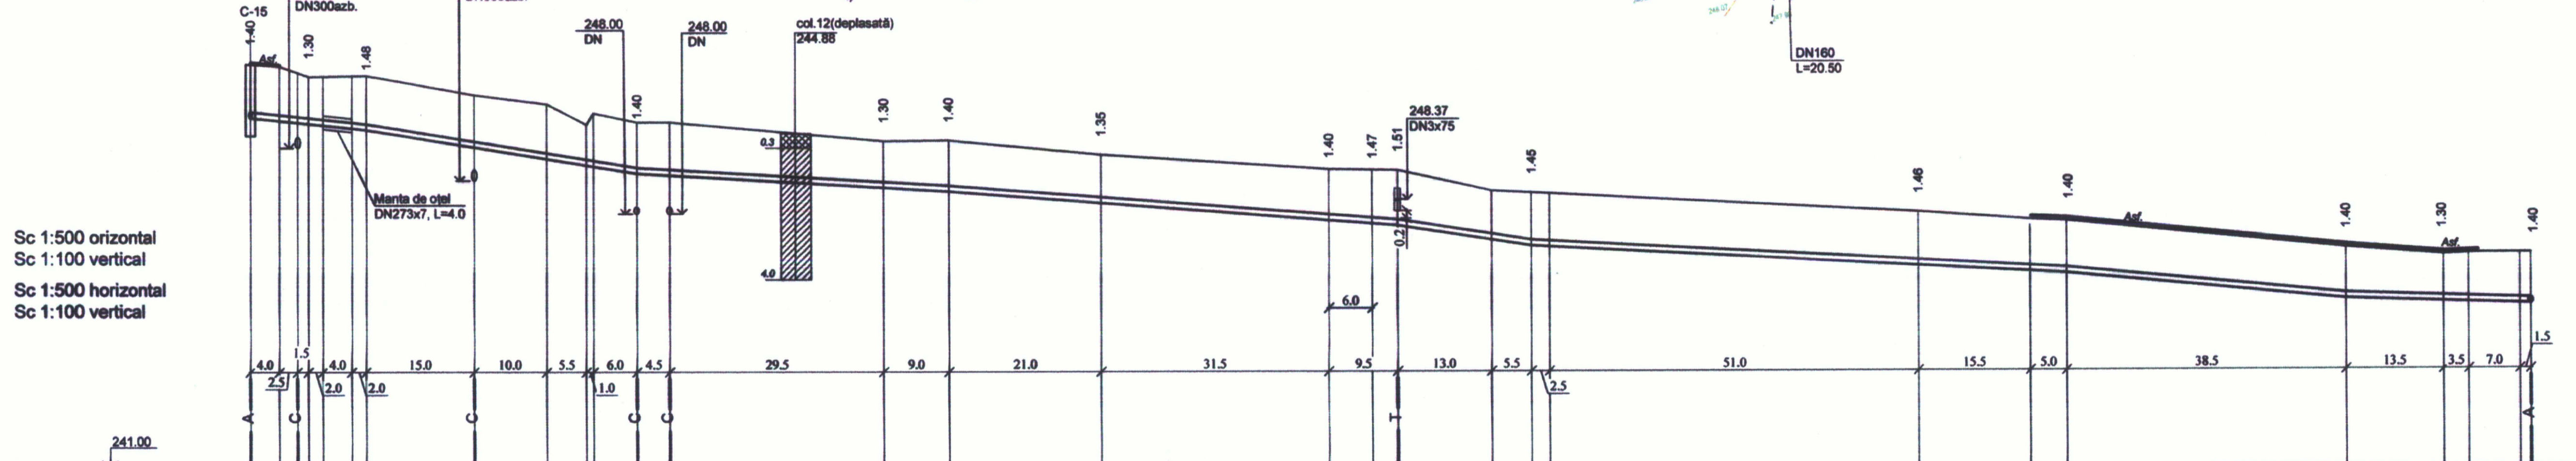 C-15
DN300azb.
1.40
Asf.
1.30
1.48
248.00
DN
248.00
DN
col.12(deplasată)
244.88
DN160
L=20.50
1.40
1.30
1.40
1.35
1.40
1.47
1.51
248.37
DN3x75
1.45
1.46
1.40
1.40
1.30
1.40
0.3
4.0
Manta de oțel
DN273x7, L=4.0
0.2
Asf.
Asf.
Sc 1:500 orizontal
Sc 1:100 vertical
Sc 1:500 horizontal
Sc 1:100 vertical
6.0
1.5
1.5
4.0
4.0
15.0
10.0
5.5
6.0
4.5
29.5
9.0
21.0
31.5
9.5
13.0
5.5
51.0
15.5
5.0
38.5
13.5
3.5
7.0
2.5
2.0
2.0
1.0
2.5
A
C
C
C
C
T
A
241.00